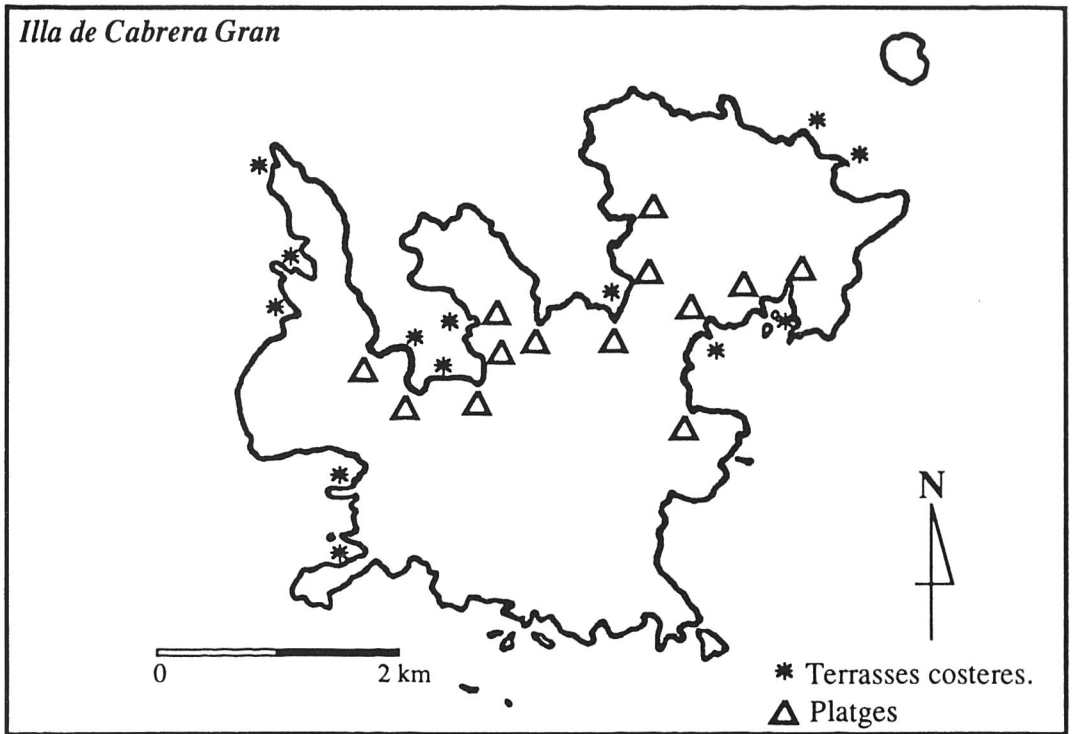 Illa de Cabrera Gran
N
0 2 km
Terrasses costeres.
Platges